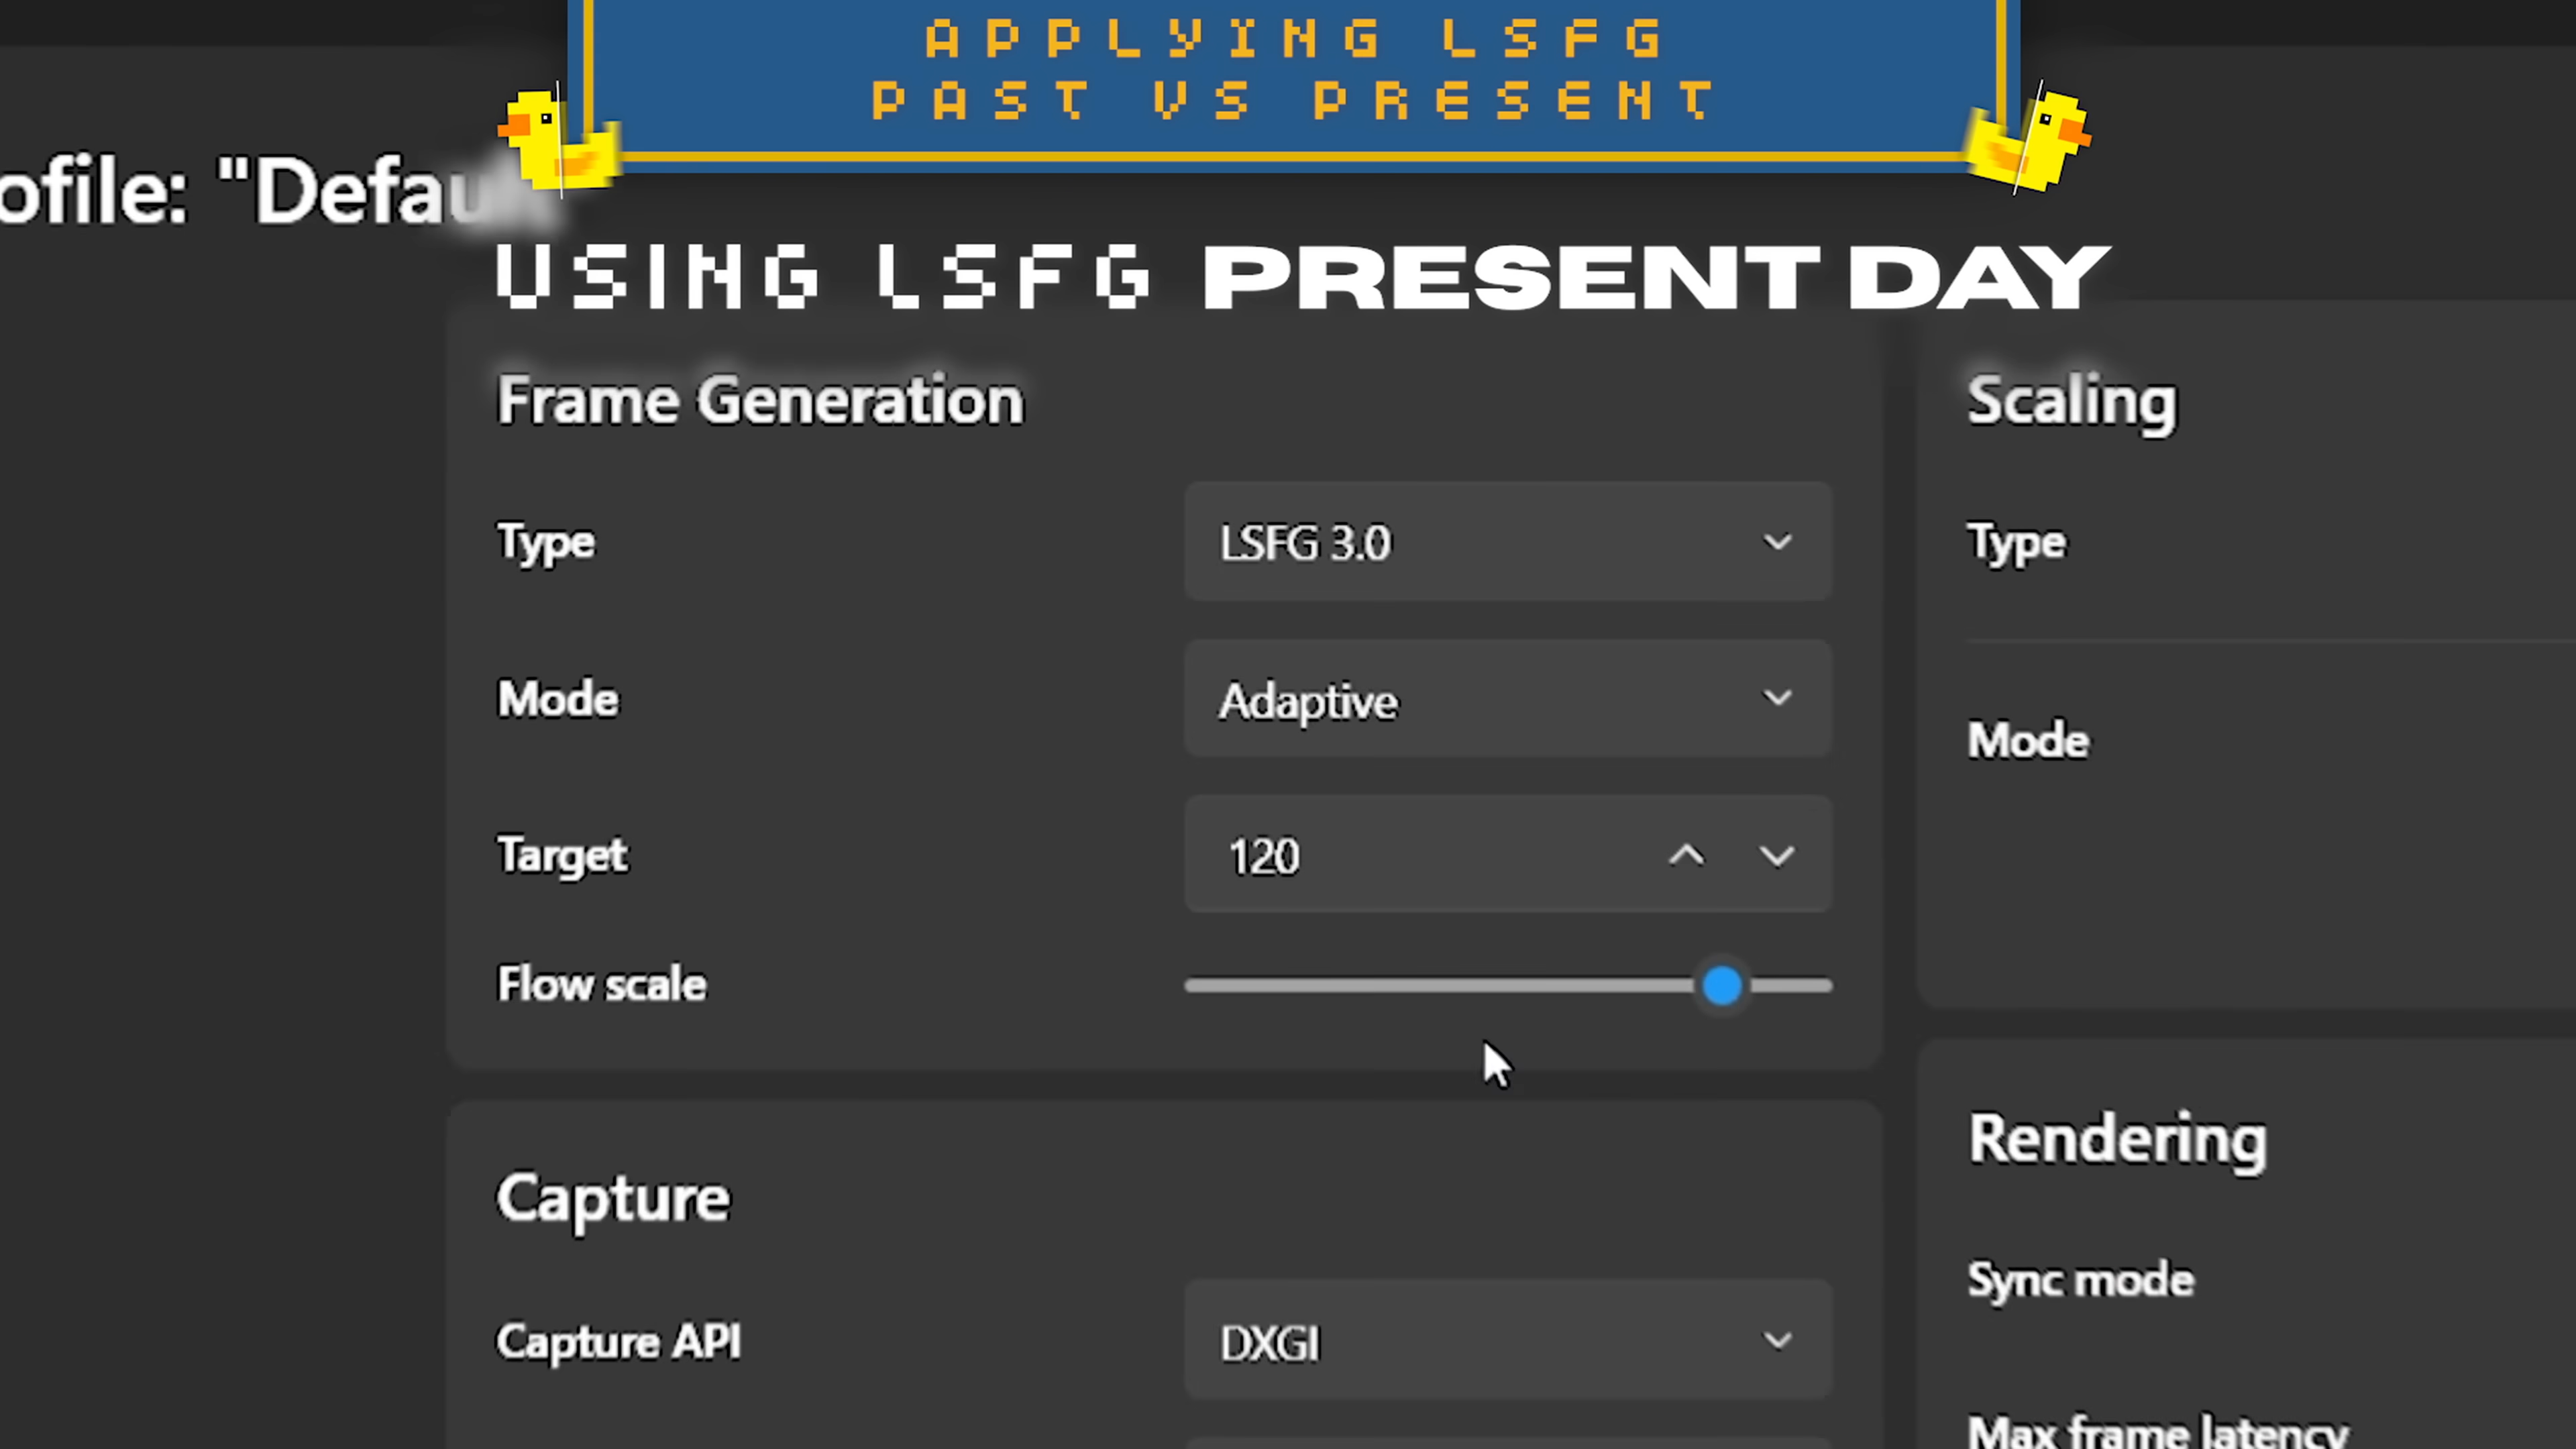 APPLYING LSFG
PAST VS PRESENT
ofile: "Defau
USING LSFG PRESENT DAY
Frame Generation
Type
LSFG 3.0
Mode
Adaptive
Target
120
Flow scale
Capture
Capture API
DXGI
Scaling
Type
Mode
Rendering
Sync mode
Max frame latency